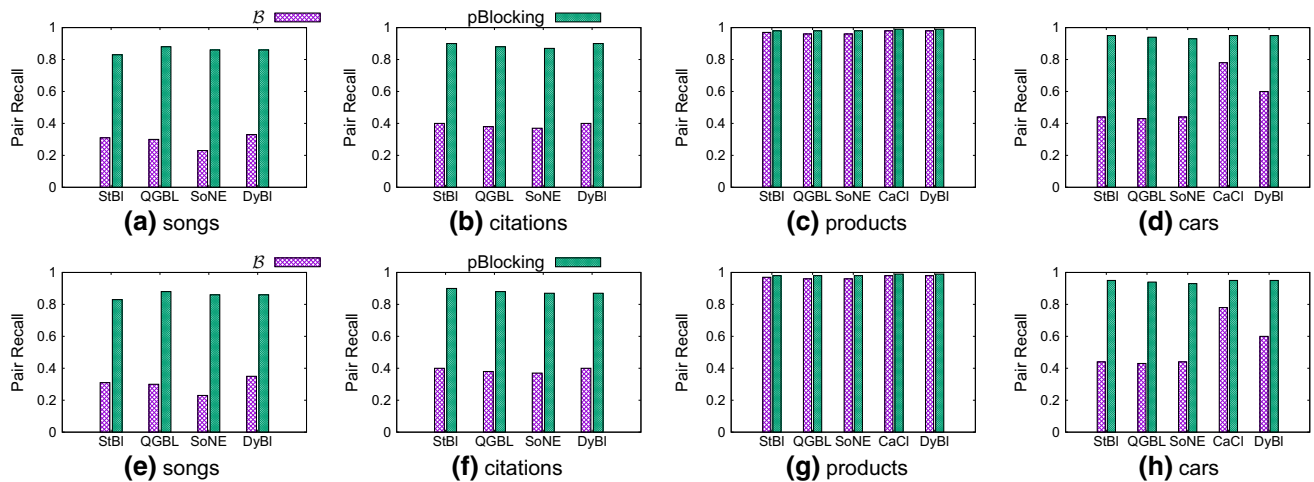 B pBlocking
Pair Recall
1
0.8
0.6
0.4
0.2
0
StBl QGBL SoNE DyBl
(a) songs
Pair Recall
1
0.8
0.6
0.4
0.2
0
StBl QGBL SoNE DyBl
(b) citations
Pair Recall
1
0.8
0.6
0.4
0.2
0
StBl QGBL SoNE CaCl DyBl
(c) products
Pair Recall
1
0.8
0.6
0.4
0.2
0
StBl QGBL SoNE CaCl DyBl
(d) cars
B pBlocking
Pair Recall
1
0.8
0.6
0.4
0.2
0
StBl QGBL SoNE DyBl
(e) songs
Pair Recall
1
0.8
0.6
0.4
0.2
0
StBl QGBL SoNE DyBl
(f) citations
Pair Recall
1
0.8
0.6
0.4
0.2
0
StBl QGBL SoNE CaCl DyBl
(g) products
Pair Recall
1
0.8
0.6
0.4
0.2
0
StBl QGBL SoNE CaCl DyBl
(h) cars